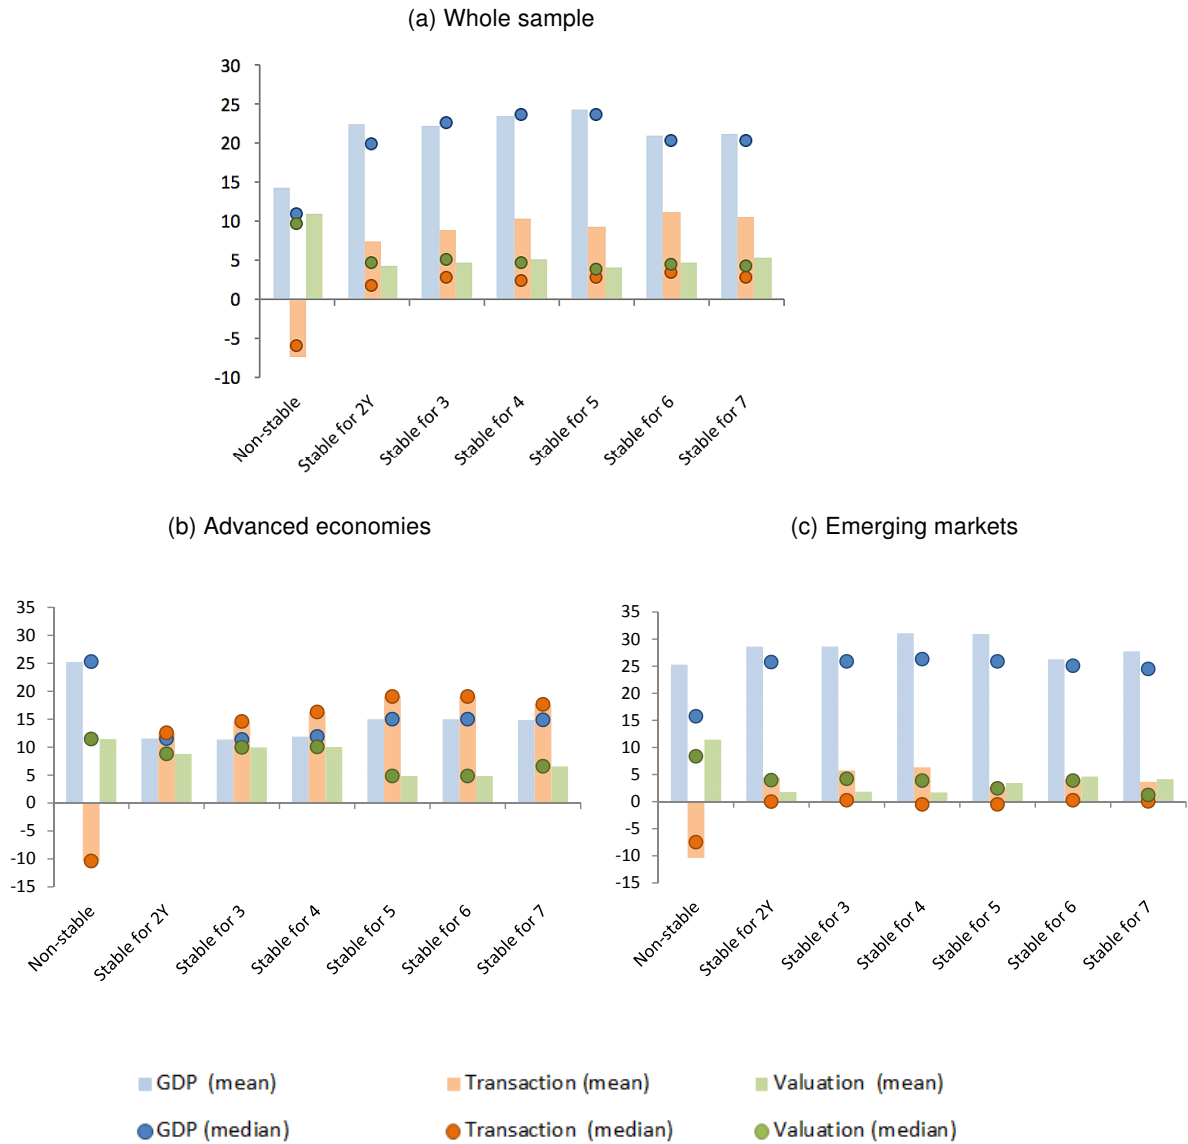 (a) Whole sample
30
25
20
15
10
5
0
-5
-10
Non-stable
Stable for 2Y
Stable for 3
Stable for 4
Stable for 5
Stable for 6
Stable for 7
(b) Advanced economies
35
30
25
20
15
10
5
0
-5
-10
-15
Non-stable
Stable for 2Y
Stable for 3
Stable for 4
Stable for 5
Stable for 6
Stable for 7
(c) Emerging markets
35
30
25
20
15
10
5
0
-5
-10
-15
Non-stable
Stable for 2Y
Stable for 3
Stable for 4
Stable for 5
Stable for 6
Stable for 7
GDP (mean)
Transaction (mean)
Valuation (mean)
GDP (median)
Transaction (median)
Valuation (median)